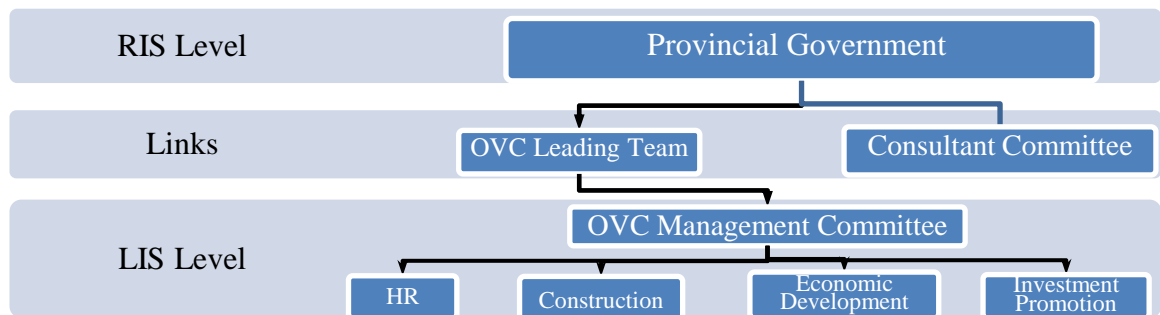 RIS Level
Provincial Government
Links
OVC Leading Team
Consultant Committee
LIS Level
OVC Management Committee
HR
Construction
Economic
Development
Investment
Promotion